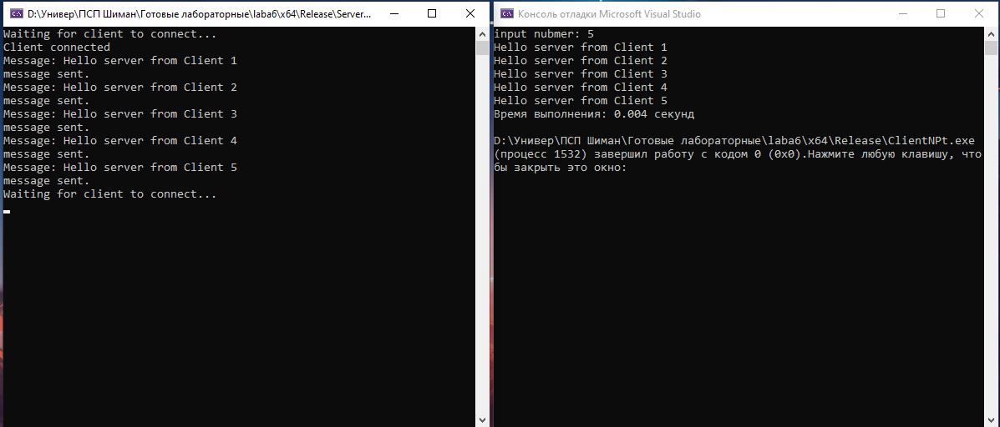 D:\Универ\ПСП Шиман\Готовые лабораторные\laba6\x64\Release\Server...
Waiting for client to connect...
Client connected
Message: Hello server from Client 1
message sent.
Message: Hello server from Client 2
message sent.
Message: Hello server from Client 3
message sent.
Message: Hello server from Client 4
message sent.
Message: Hello server from Client 5
message sent.
Waiting for client to connect...
Консоль отладки Microsoft Visual Studio
input nubmer: 5
Hello server from Client 1
Hello server from Client 2
Hello server from Client 3
Hello server from Client 4
Hello server from Client 5
Время выполнения: 0.004 секунд
D:\Универ\ПСП Шиман\Готовые лабораторные\laba6\x64\Release\ClientNPt.exe
(процесс 1532) завершил работу с кодом 0 (0x0).Нажмите любую клавишу, что
бы закрыть это окно: